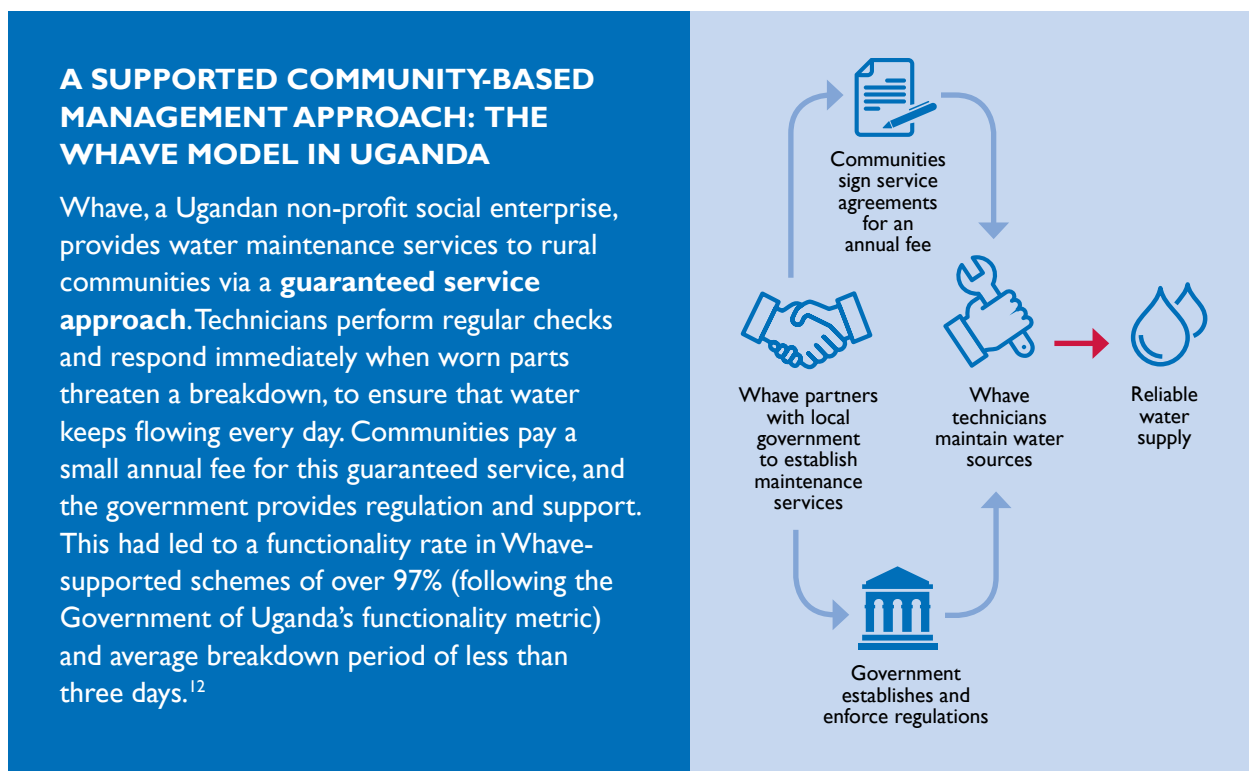 A SUPPORTED COMMUNITY-BASED
MANAGEMENT APPROACH: THE
WHAVE MODEL IN UGANDA
Whave, a Ugandan non-profit social enterprise,
provides water maintenance services to rural
communities via a guaranteed service
approach. Technicians perform regular checks
and respond immediately when worn parts
threaten a breakdown, to ensure that water
keeps flowing every day. Communities pay a
small annual fee for this guaranteed service, and
the government provides regulation and support.
This had led to a functionality rate in Whave-
supported schemes of over 97% (following the
Government of Uganda's functionality metric)
and average breakdown period of less than
three days.12
Communities
sign service
agreements
for an
annual fee
Whave partners
with local
government
to establish
maintenance
services
Whave
technicians
maintain water
sources
Reliable
water
supply
Government
establishes and
enforce regulations